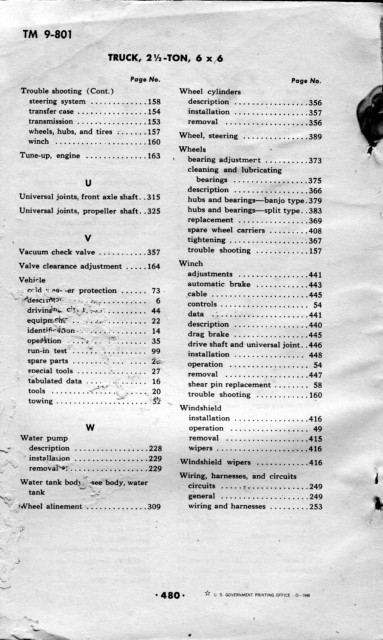 TM 9-801
TRUCK, 2½-TON, 6 x 6
Page No.
Trouble shooting (Cont.)
steering system ............. 158
transfer case ............... 154
transmission ................ 153
wheels, hubs, and tires ....... 157
winch ..................... 160
Tune-up, engine .............. 163
U
Universal joints, front axle shaft.. 315
Universal joints, propeller shaf.. 325
V
Vacuum check valve ........... 357
Valve clearance adjustment ..... 164
Vehicle
protection ...... 73
description 6
driving 44
equipment ................. 22
identification ................ 14
operation ................. 35
run-in test .................. 99
spare parts ................
special tools ................ 27
tabulated data .............. 16
tools ...................... 20
towing .................... 52
W
Water pump
description ................. 228
installation ................. 229
removal .................. 229
Water tank body see body, water
tank
Wheel alinement .............. 309
Page No.
Wheel cylinders
description ................. 356
installation ................. 357
removal ................... 356
Wheel, steering ............... 389
Wheels
bearing adjustment .......... 373
cleaning and lubricating
bearings ................. 375
description ................. 366
hubs and bearings—banjo type. 379
hubs and bearings—split type.. 383
replacement ................ 369
spare wheel carriers ......... 408
tightening .................. 367
trouble shooting ............ 157
Winch
adjustments ................ 441
automatic brake ............. 443
cable ...................... 445
controls .................... 54
data ...................... 441
description ................. 440
drag brake .................. 445
drive shaft and universal joint.. 446
installation ................. 448
operation .................. 54
removal ................... 447
shear pin replacement ........ 58
trouble shooting ............. 160
Windshield
installation ................. 416
operation .................. 49
removal ................... 415
wipers ..................... 416
Windshield wipers ............ 416
Wiring, harnesses, and circuits
circuits .................... 249
general .................... 249
wiring and harnesses ......... 253
· 480 ·
☆ U. S. GOVERNMENT PRINTING OFFICE : O—1946